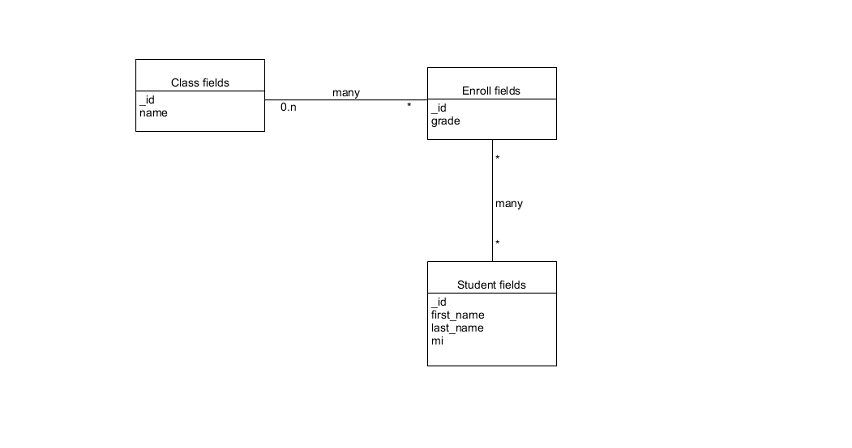 Class fields
_id
name
many
0.n
*
Enroll fields
_id
grade
*
many
*
Student fields
_id
first_name
last_name
mi